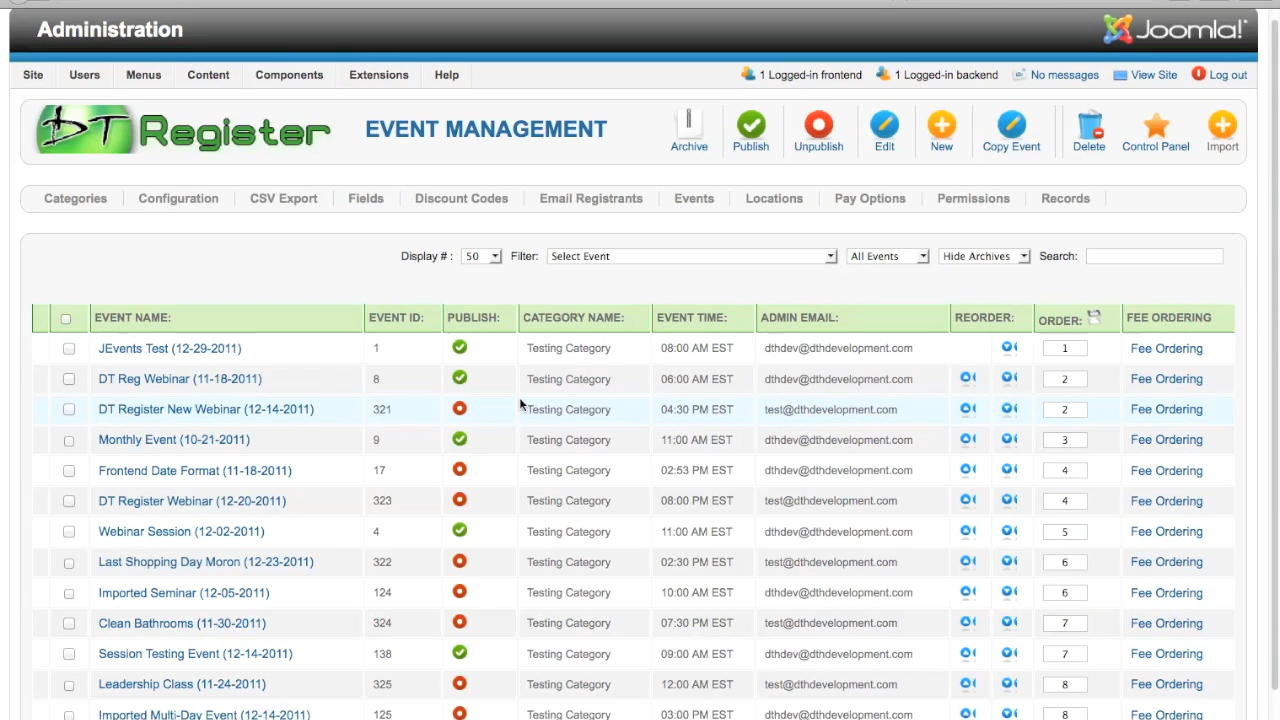 Administration
Joomla!
Site Users Menus Content Components Extensions Help 1 Logged-in frontend 1 Logged-in backend No messages View Site Log out
DT Register EVENT MANAGEMENT Archive Publish Unpublish Edit New Copy Event Delete Control Panel Import
Categories Configuration CSV Export Fields Discount Codes Email Registrants Events Locations Pay Options Permissions Records
Display # : 50 Filter: Select Event All Events Hide Archives Search:
EVENT NAME: EVENT ID: PUBLISH: CATEGORY NAME: EVENT TIME: ADMIN EMAIL: REORDER: ORDER: FEE ORDERING
JEvents Test (12-29-2011) 1 Testing Category 08:00 AM EST dthdev@dthdevelopment.com 1 Fee Ordering
DT Reg Webinar (11-18-2011) 8 Testing Category 06:00 AM EST dthdev@dthdevelopment.com 2 Fee Ordering
DT Register New Webinar (12-14-2011) 321 Testing Category 04:30 PM EST test@dthdevelopment.com 2 Fee Ordering
Monthly Event (10-21-2011) 9 Testing Category 11:00 AM EST dthdev@dthdevelopment.com 3 Fee Ordering
Frontend Date Format (11-18-2011) 17 Testing Category 02:53 PM EST dthdev@dthdevelopment.com 4 Fee Ordering
DT Register Webinar (12-20-2011) 323 Testing Category 08:00 PM EST test@dthdevelopment.com 4 Fee Ordering
Webinar Session (12-02-2011) 4 Testing Category 11:00 AM EST dthdev@dthdevelopment.com 5 Fee Ordering
Last Shopping Day Moron (12-23-2011) 322 Testing Category 02:30 PM EST test@dthdevelopment.com 6 Fee Ordering
Imported Seminar (12-05-2011) 124 Testing Category 10:00 AM EST dthdev@dthdevelopment.com 6 Fee Ordering
Clean Bathrooms (11-30-2011) 324 Testing Category 07:30 PM EST test@dthdevelopment.com 7 Fee Ordering
Session Testing Event (12-14-2011) 138 Testing Category 09:00 AM EST dthdev@dthdevelopment.com 7 Fee Ordering
Leadership Class (11-24-2011) 325 Testing Category 12:00 AM EST test@dthdevelopment.com 8 Fee Ordering
Imported Multi-Day Event (12-14-2011) 125 Testing Category 03:00 PM EST dthdev@dthdevelopment.com 8 Fee Ordering